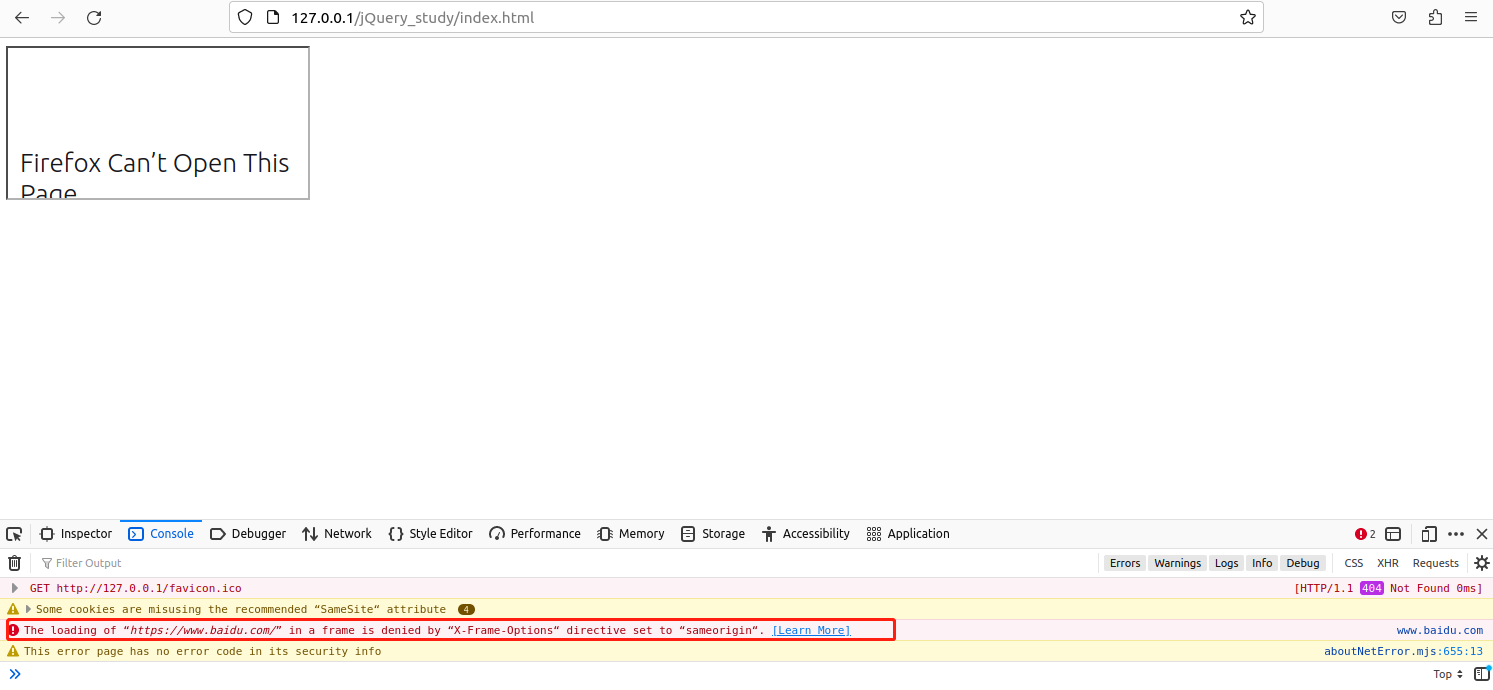 127.0.0.1/jQuery_study/index.html
Firefox Can’t Open This
Page
Inspector Console Debugger Network Style Editor Performance Memory Storage Accessibility Application 2
Filter Output Errors Warnings Logs Info Debug CSS XHR Requests
GET http://127.0.0.1/favicon.ico [HTTP/1.1 404 Not Found 0ms]
Some cookies are misusing the recommended “SameSite“ attribute 4
The loading of “https://www.baidu.com/” in a frame is denied by “X-Frame-Options“ directive set to “sameorigin“. [Learn More] www.baidu.com
This error page has no error code in its security info aboutNetError.mjs:655:13
Top